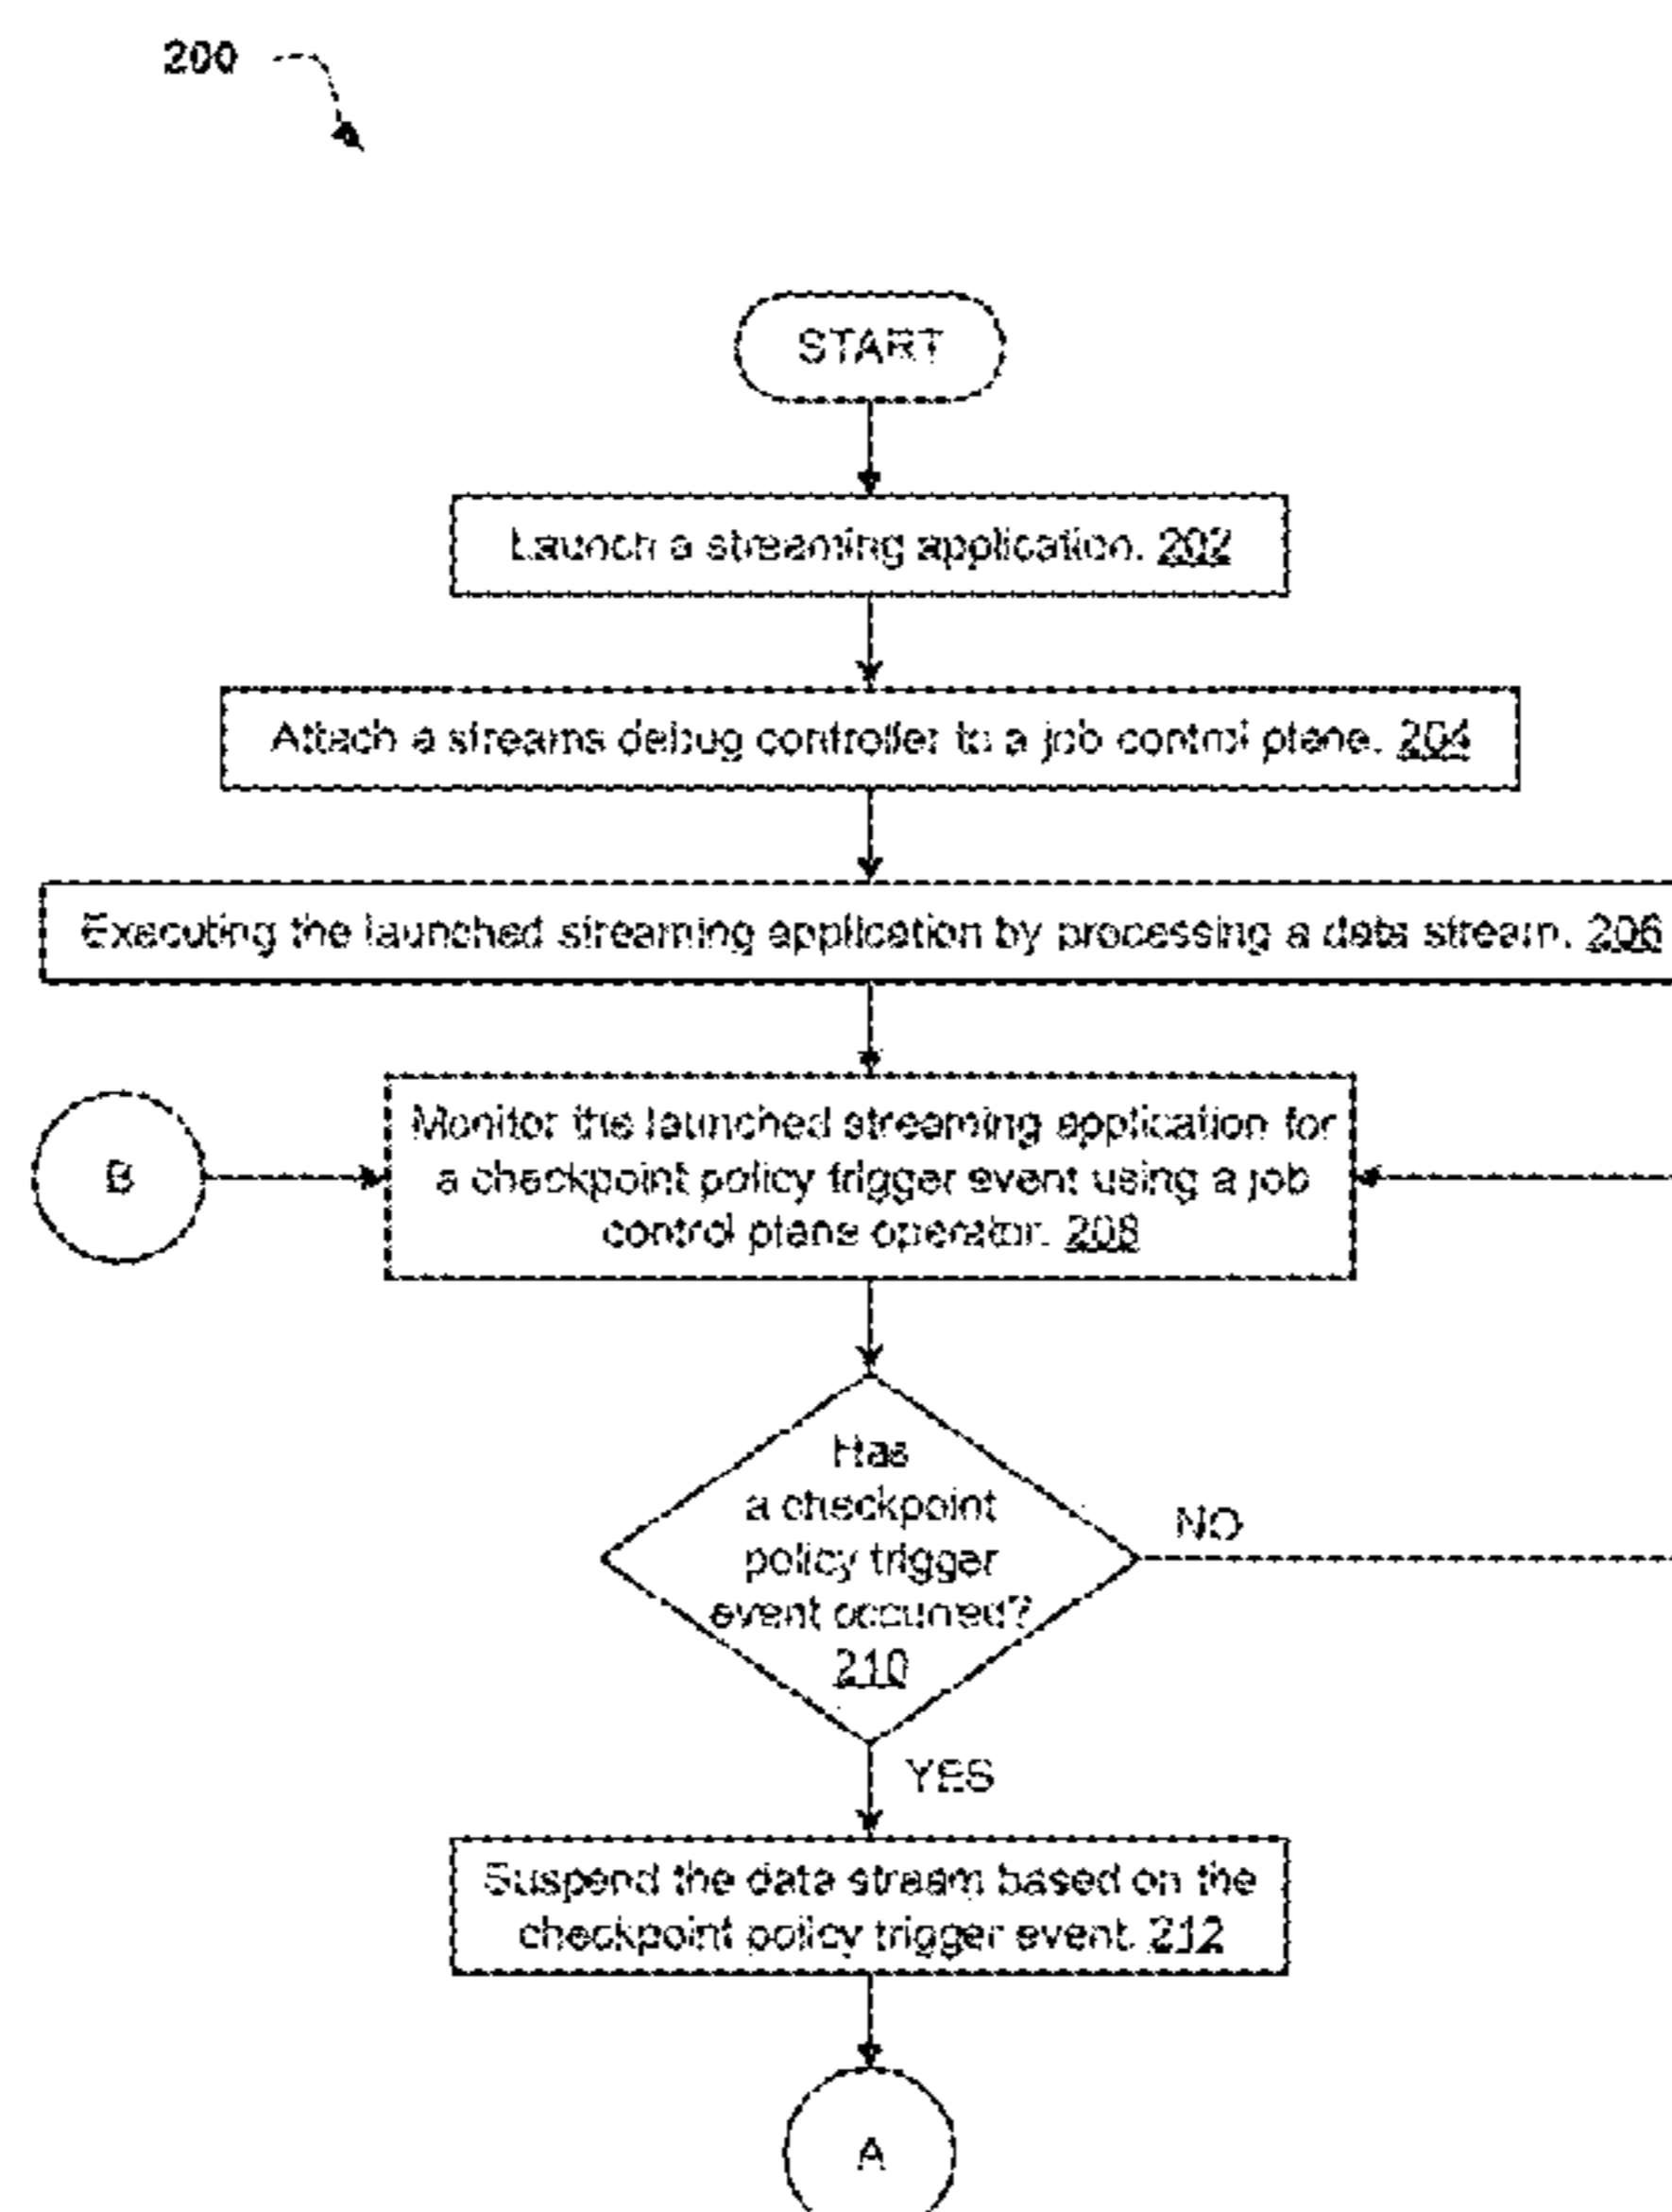 200
START
Launch a streaming application. 202
Attach a streams debug controller to a job control plane. 204
Executing the launched streaming application by processing a data stream. 206
B
Monitor the launched streaming application for
a checkpoint policy trigger event using a job
control plane operator. 208
Has
a checkpoint
policy trigger
event occurred?
210
NO
YES
Suspend the data stream based on the
checkpoint policy trigger event. 212
A